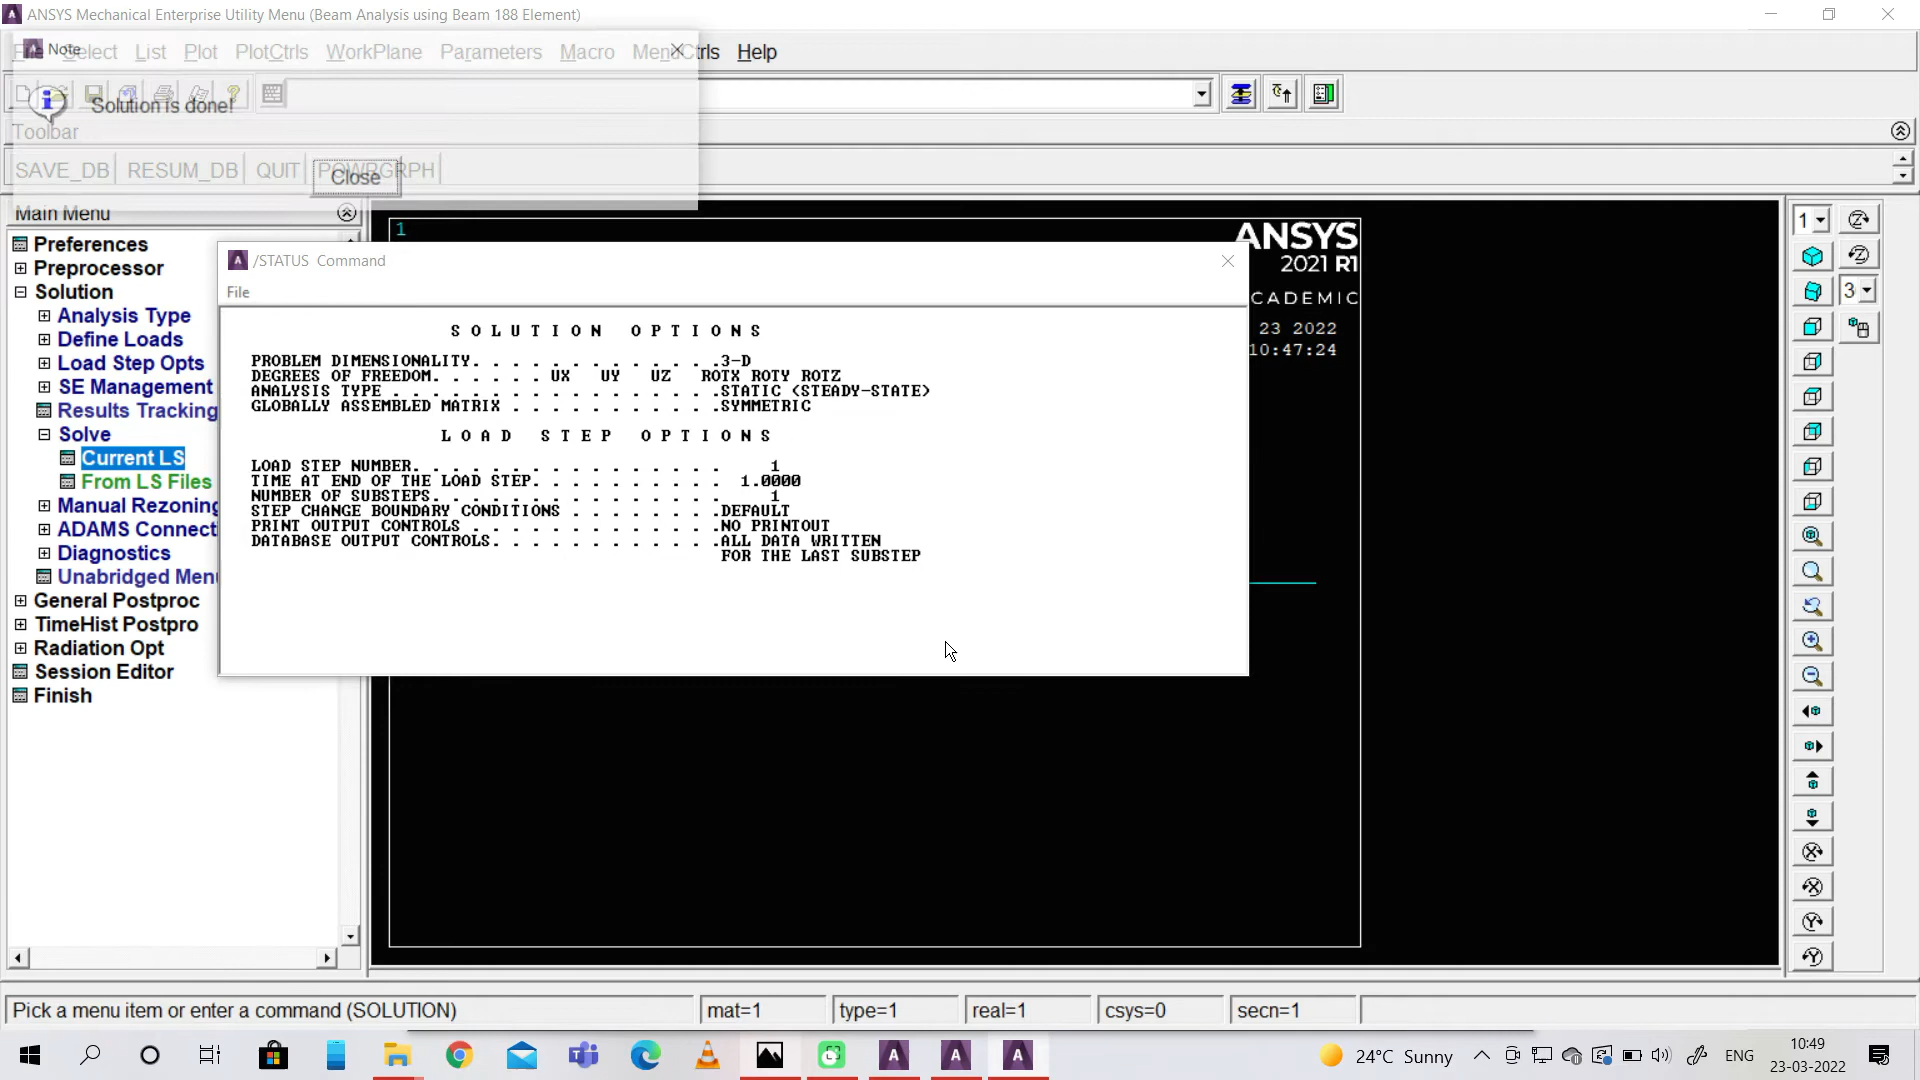 ANSYS Mechanical Enterprise Utility Menu (Beam Analysis using Beam 188 Element)
Note
Select List Plot PlotCtrls WorkPlane Parameters Macro MenuCtrls Help
Solution is done!
Toolbar
SAVE_DB RESUM_DB QUIT POWRGRPH
Close
Main Menu
Preferences
Preprocessor
Solution
Analysis Type
Define Loads
Load Step Opts
SE Management
Results Tracking
Solve
Current LS
From LS Files
Manual Rezoning
ADAMS Connecti
Diagnostics
Unabridged Menu
General Postproc
TimeHist Postpro
Radiation Opt
Session Editor
Finish
1
ANSYS
2021 R1
CADEMIC
23 2022
10:47:24
/STATUS Command
File
S O L U T I O N   O P T I O N S
PROBLEM DIMENSIONALITY. . . . . . . . . . . . .3-D
DEGREES OF FREEDOM. . . . . . UX   UY   UZ   ROTX ROTY ROTZ
ANALYSIS TYPE . . . . . . . . . . . . . . . . .STATIC (STEADY-STATE)
GLOBALLY ASSEMBLED MATRIX . . . . . . . . . . .SYMMETRIC
L O A D   S T E P   O P T I O N S
LOAD STEP NUMBER. . . . . . . . . . . . . . . .     1
TIME AT END OF THE LOAD STEP. . . . . . . . . .  1.0000
NUMBER OF SUBSTEPS. . . . . . . . . . . . . . .     1
STEP CHANGE BOUNDARY CONDITIONS . . . . . . . .DEFAULT
PRINT OUTPUT CONTROLS . . . . . . . . . . . . .NO PRINTOUT
DATABASE OUTPUT CONTROLS. . . . . . . . . . . .ALL DATA WRITTEN
FOR THE LAST SUBSTEP
1
3
Pick a menu item or enter a command (SOLUTION) mat=1 type=1 real=1 csys=0 secn=1
24°C Sunny ENG
10:49
23-03-2022